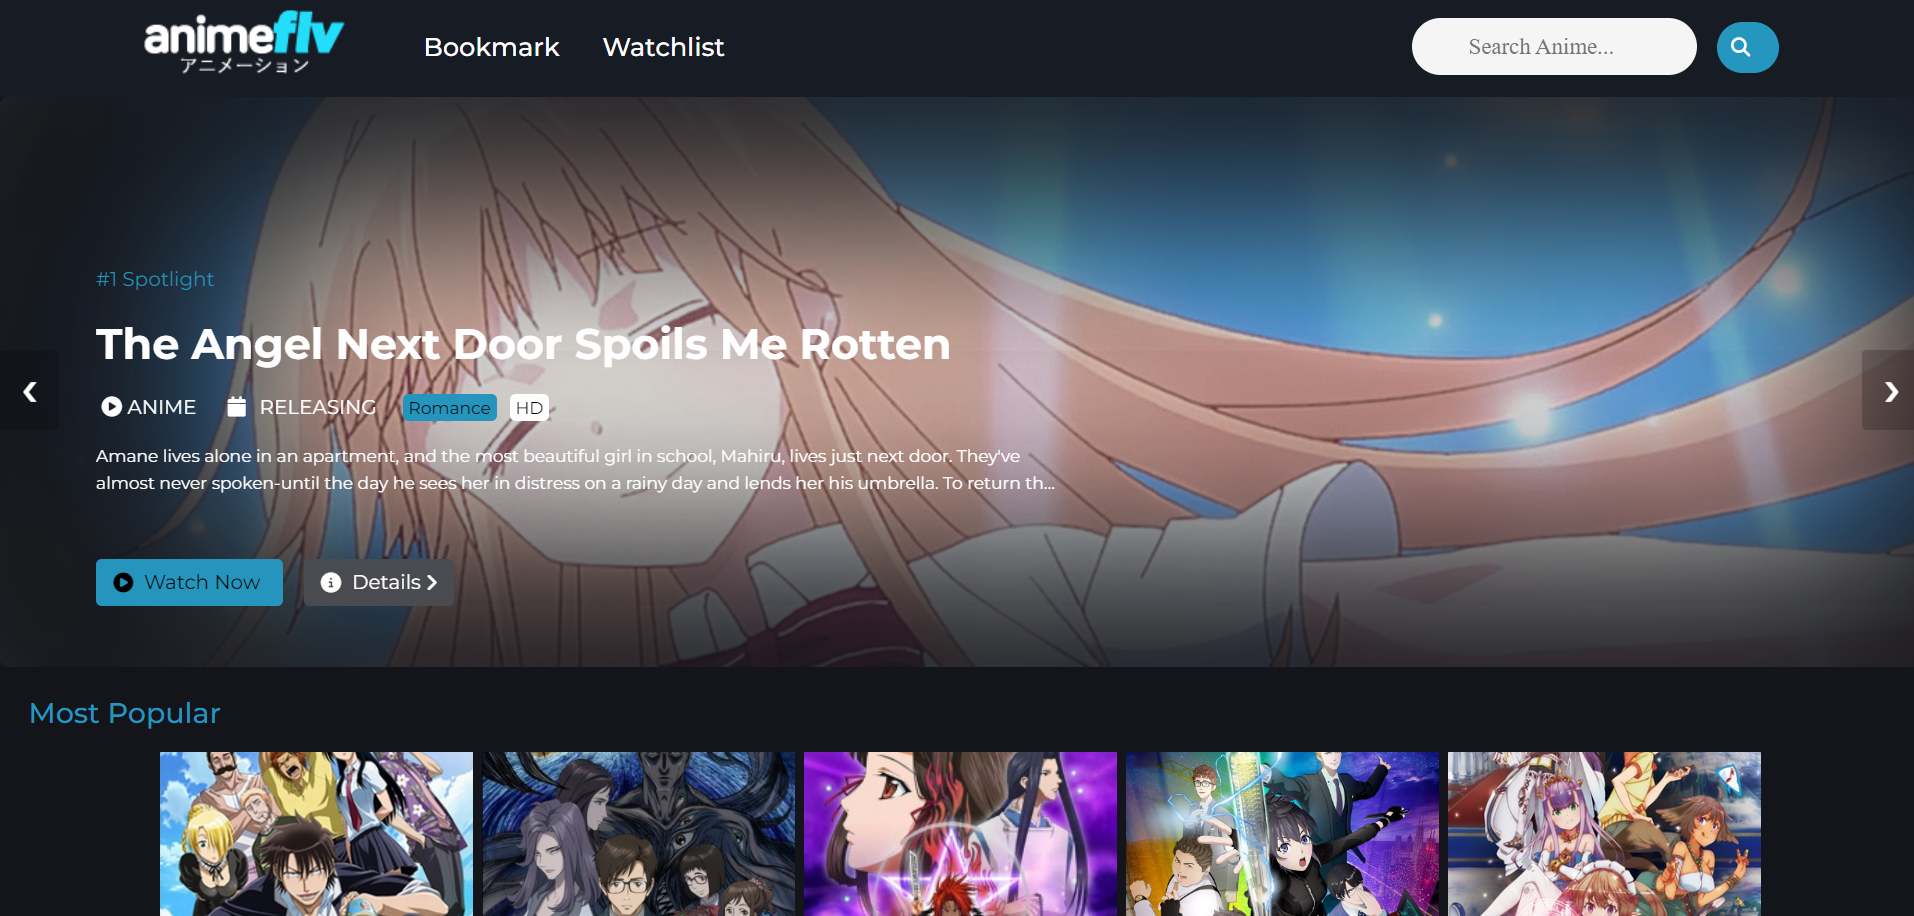 animeflv
アニメーション
Bookmark
Watchlist
Search Anime...
#1 Spotlight
The Angel Next Door Spoils Me Rotten
ANIME
RELEASING
Romance
HD
Amane lives alone in an apartment, and the most beautiful girl in school, Mahiru, lives just next door. They've
almost never spoken-until the day he sees her in distress on a rainy day and lends her his umbrella. To return th...
Watch Now
Details
Most Popular